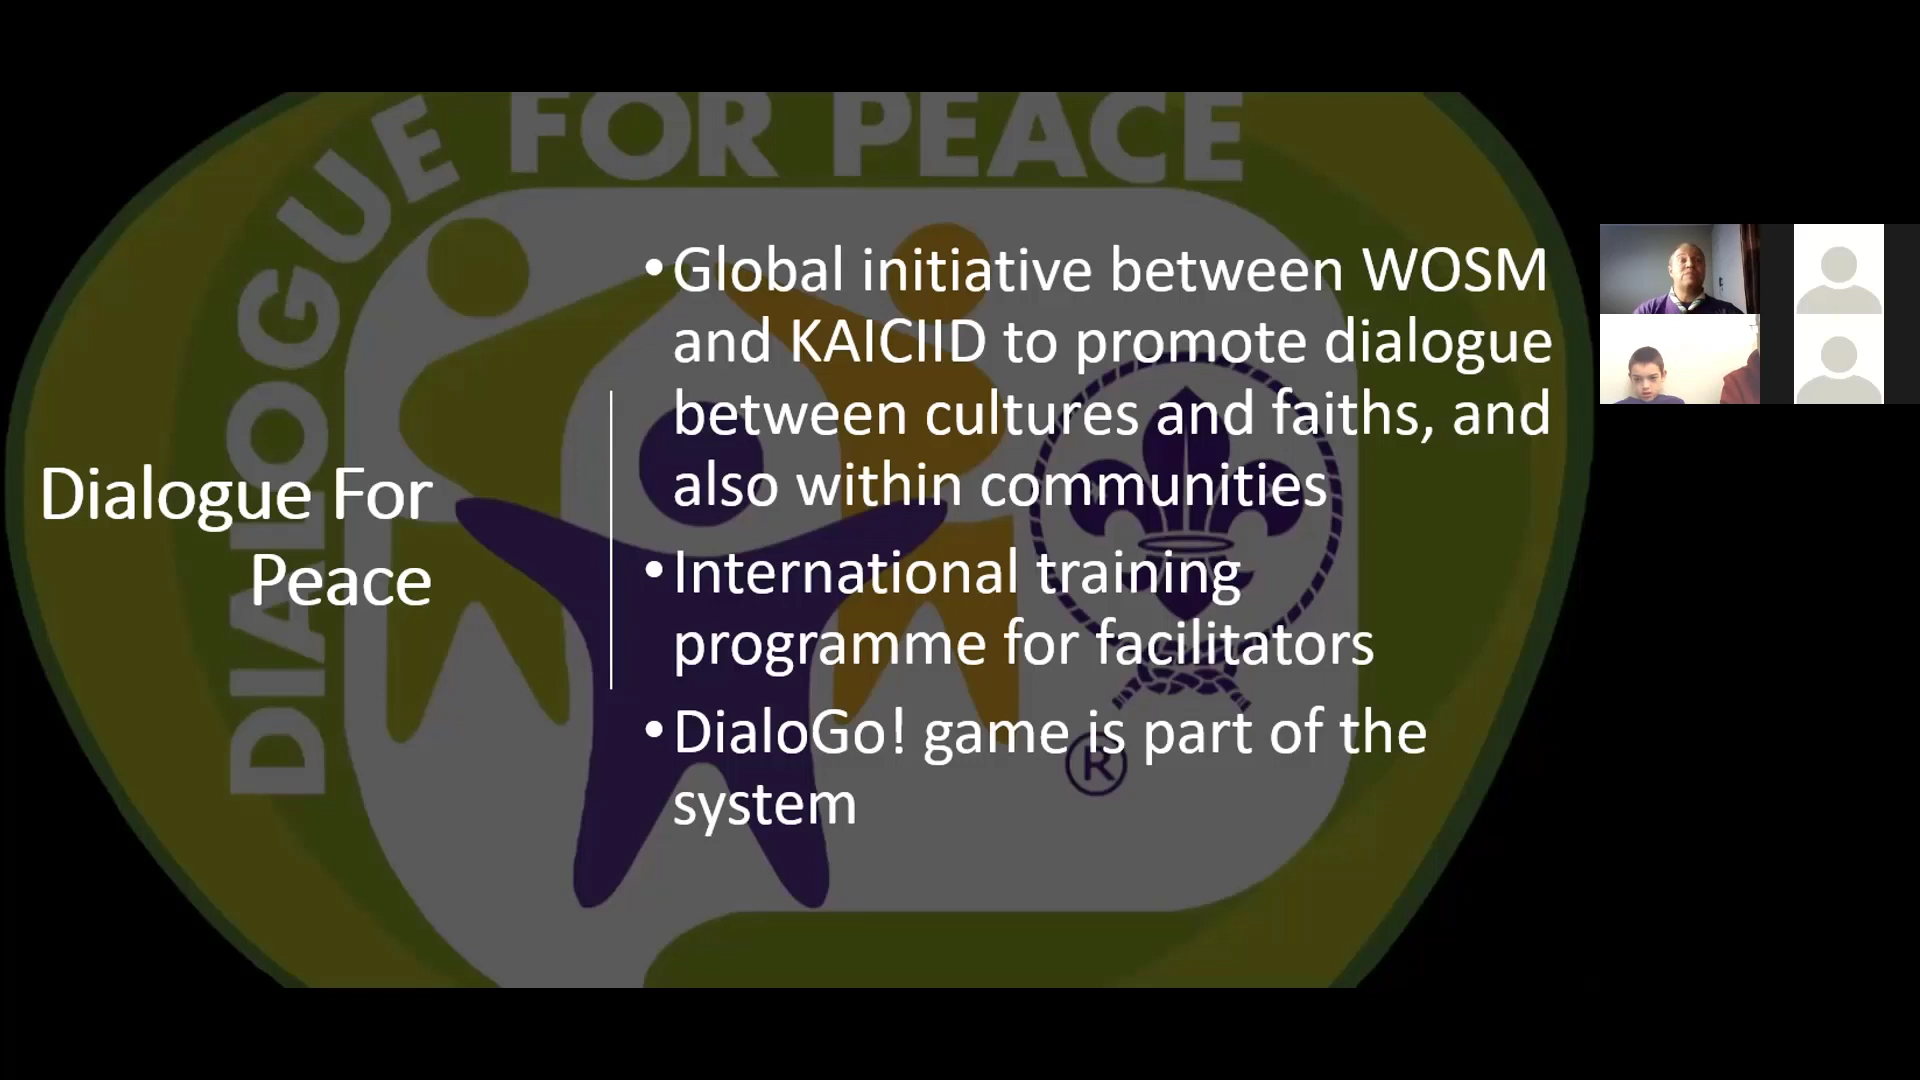 DIALOGUE FOR PEACE
Dialogue For
Peace
•Global initiative between WOSM
and KAICIID to promote dialogue
between cultures and faiths, and
also within communities
•International training
programme for facilitators
•DialoGo! game is part of the
system
®